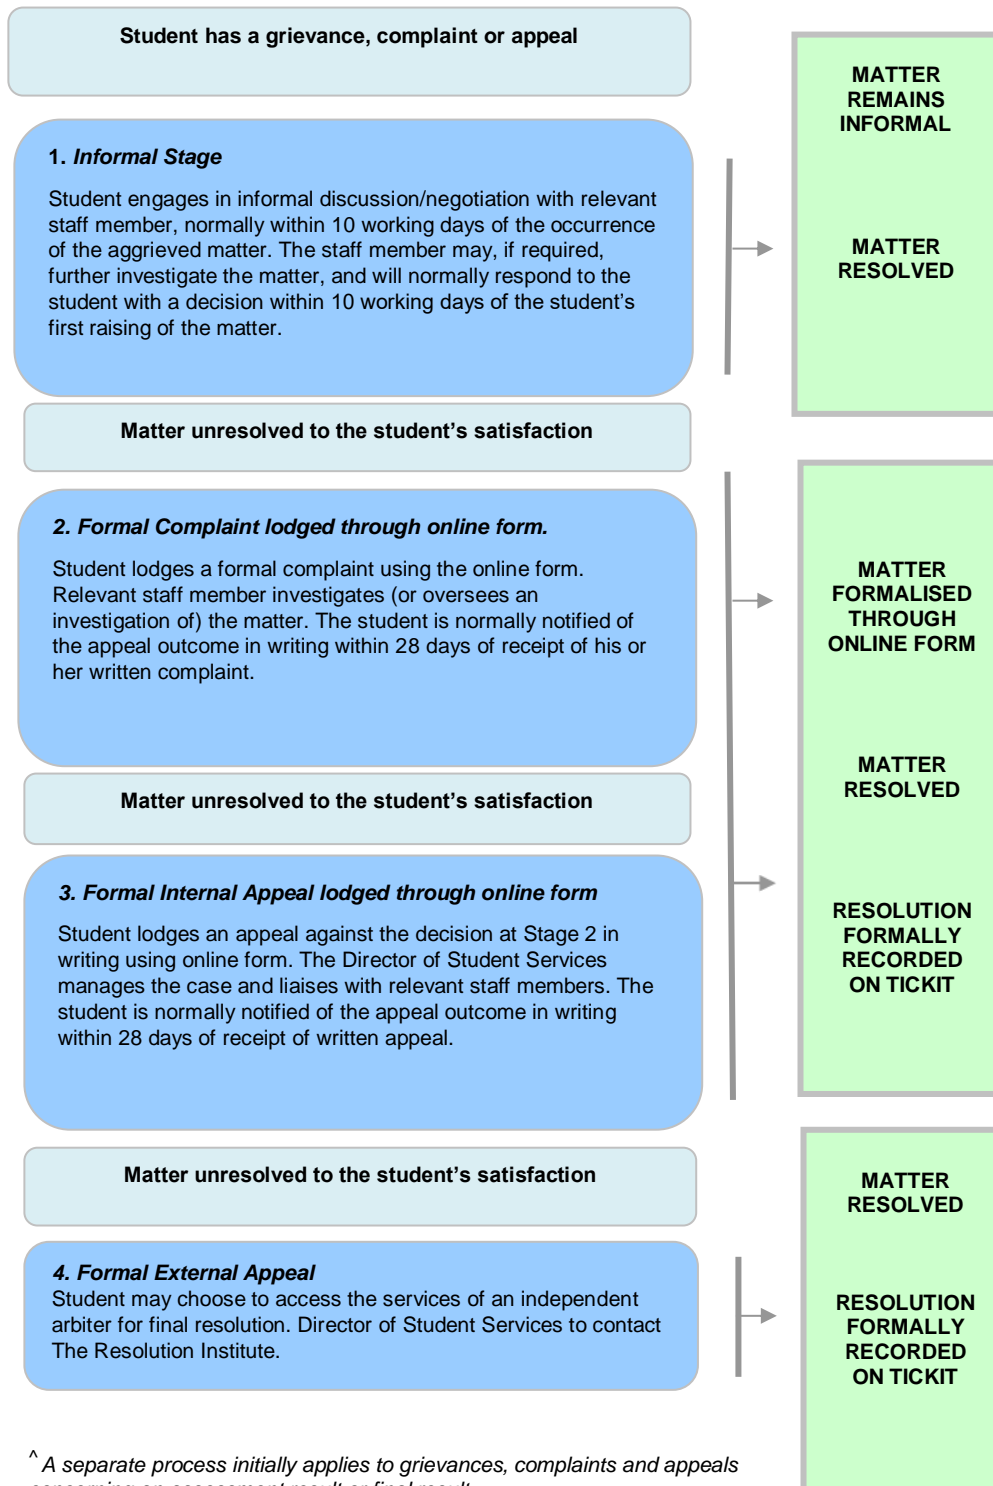 Student has a grievance, complaint or appeal
1. Informal Stage
Student engages in informal discussion/negotiation with relevant
staff member, normally within 10 working days of the occurrence
of the aggrieved matter. The staff member may, if required,
further investigate the matter, and will normally respond to the
student with a decision within 10 working days of the student's
first raising of the matter.
MATTER
REMAINS
INFORMAL
MATTER
RESOLVED
Matter unresolved to the student's satisfaction
2. Formal Complaint lodged through online form.
Student lodges a formal complaint using the online form.
Relevant staff member investigates (or oversees an
investigation of) the matter. The student is normally notified of
the appeal outcome in writing within 28 days of receipt of his or
her written complaint.
Matter unresolved to the student's satisfaction
3. Formal Internal Appeal lodged through online form
Student lodges an appeal against the decision at Stage 2 in
writing using online form. The Director of Student Services
manages the case and liaises with relevant staff members. The
student is normally notified of the appeal outcome in writing
within 28 days of receipt of written appeal.
MATTER
FORMALISED
THROUGH
ONLINE FORM
MATTER
RESOLVED
RESOLUTION
FORMALLY
RECORDED
ON TICKIT
Matter unresolved to the student's satisfaction
4. Formal External Appeal
Student may choose to access the services of an independent
arbiter for final resolution. Director of Student Services to contact
The Resolution Institute.
MATTER
RESOLVED
RESOLUTION
FORMALLY
RECORDED
ON TICKIT
^ A separate process initially applies to grievances, complaints and appeals